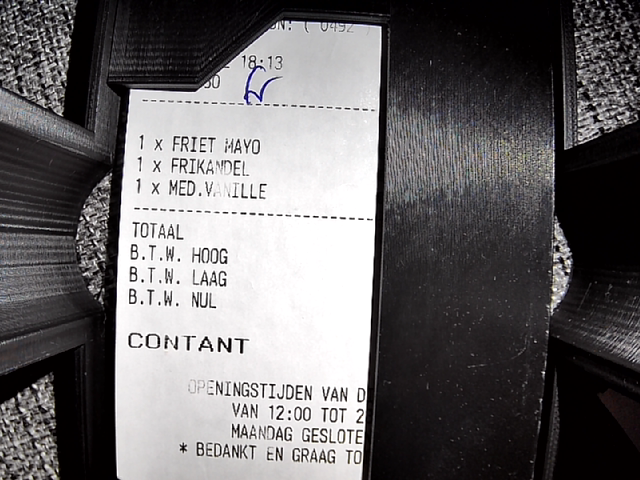 ( 0492
18:13
1 x FRIET MAYO
1 x FRIKANDEL
1 x MED.VANILLE
TOTAAL
B.T.W. HOOG
B.T.W. LAAG
B.T.W. NUL
CONTANT
OPENINGSTIJDEN VAN D
VAN 12:00 TOT 2
MAANDAG GESLOTE
* BEDANKT EN GRAAG TO